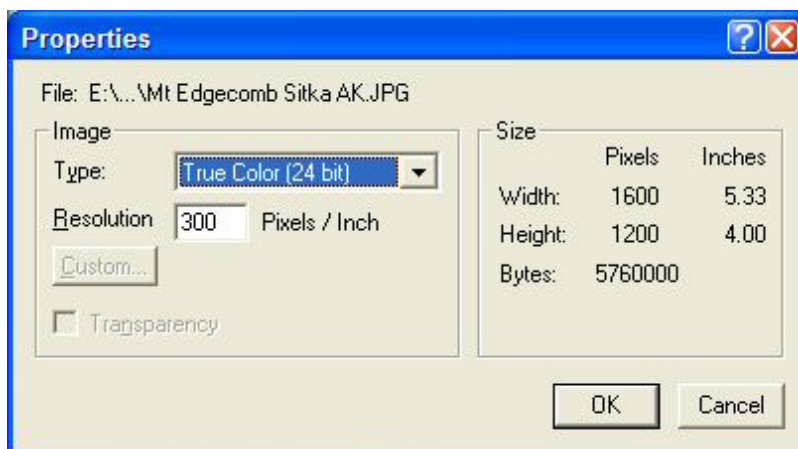 Properties
File: E:\...\Mt Edgecomb Sitka AK.JPG
Image
Type: True Color (24 bit)
Resolution 300 Pixels / Inch
Custom...
Transparency
Size
Pixels Inches
Width: 1600 5.33
Height: 1200 4.00
Bytes: 5760000
OK Cancel